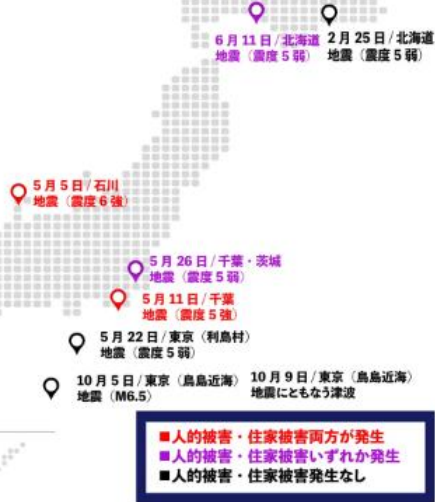 6月11日/北海道
地震（震度5弱）
2月25日/北海道
地震（震度5弱）
5月5日/石川
地震（震度6強）
5月26日/千葉・茨城
地震（震度5弱）
5月11日/千葉
地震（震度5強）
5月22日/東京（利島村）
地震（震度5弱）
10月5日/東京（鳥島近海）
地震（M6.5）
10月9日/東京（鳥島近海）
地震にともなう津波
■人的被害・住家被害両方が発生
■人的被害・住家被害いずれか発生
■人的被害・住家被害発生なし